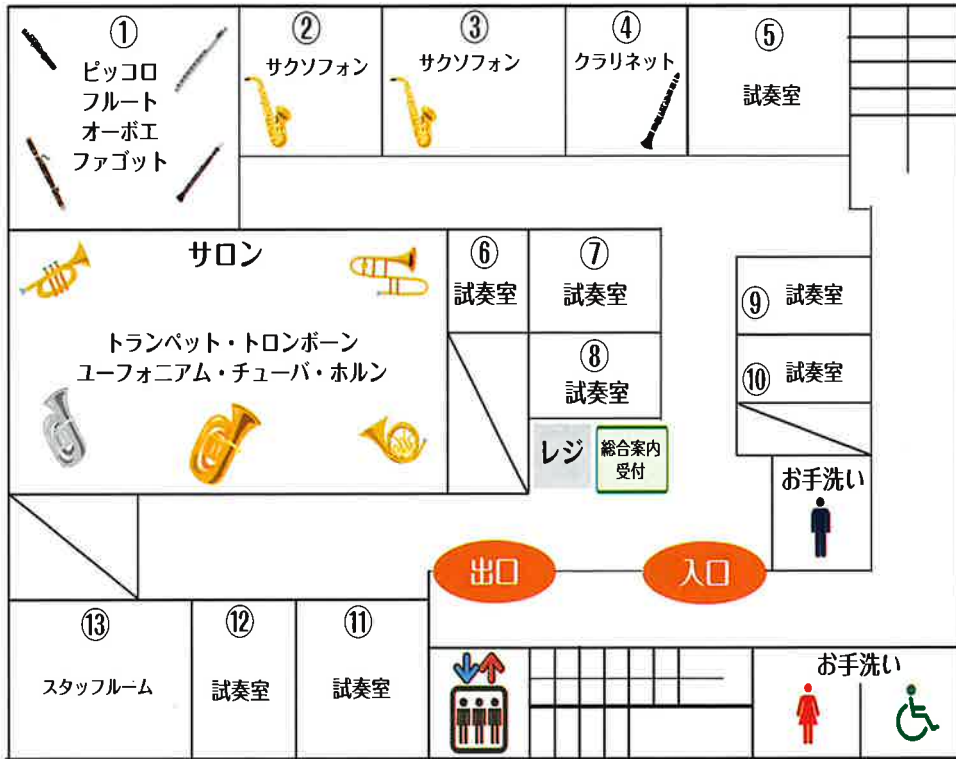 ①
ピッコロ
フルート
オーボエ
ファゴット
②
サクソフォン
③
サクソフォン
④
クラリネット
⑤
試奏室
サロン
トランペット・トロンボーン
ユーフォニアム・チューバ・ホルン
⑥
試奏室
⑦
試奏室
⑧
試奏室
⑨ 試奏室
⑩ 試奏室
レジ
総合案内
受付
お手洗い
出口
入口
⑬
スタッフルーム
⑫
試奏室
⑪
試奏室
お手洗い